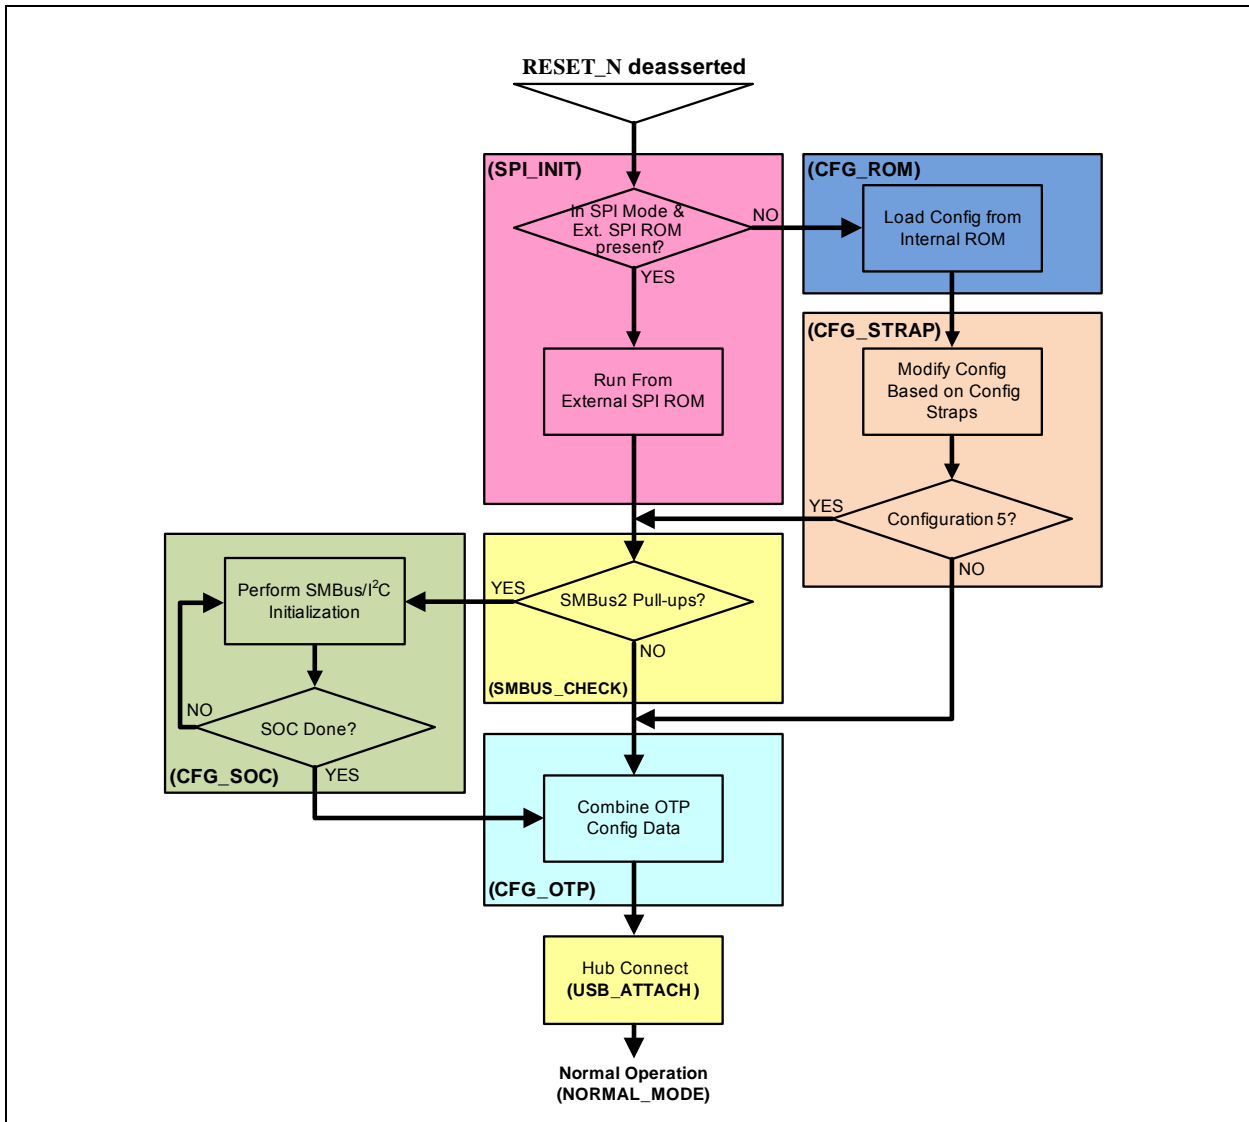 RESET_N deasserted
(SPI_INIT)
In SPI Mode &
Ext. SPI ROM
present?
NO
YES
Run From
External SPI ROM
(CFG_ROM)
Load Config from
Internal ROM
(CFG_STRAP)
Modify Config
Based on Config
Straps
Configuration 5?
YES
NO
SMBus2 Pull-ups?
YES
NO
(SMBUS_CHECK)
Perform SMBus/I²C
Initialization
SOC Done?
NO
YES
(CFG_SOC)
Combine OTP
Config Data
(CFG_OTP)
Hub Connect
(USB_ATTACH)
Normal Operation
(NORMAL_MODE)